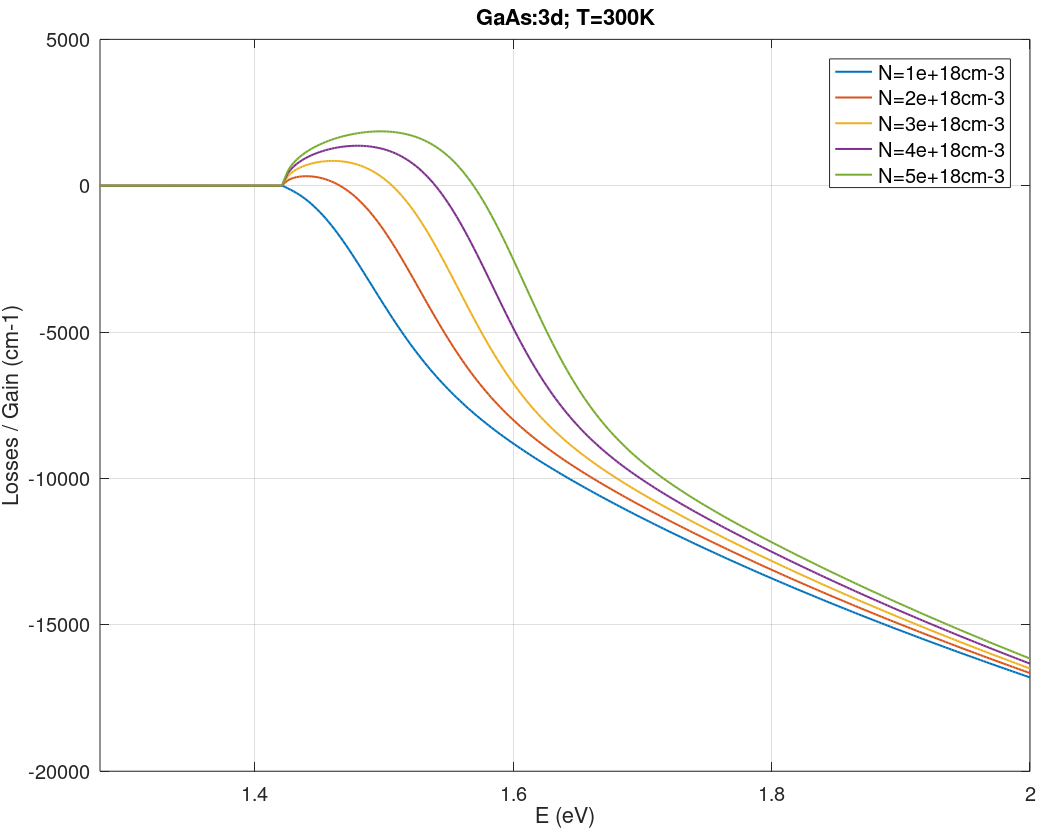 GaAs:3d; T=300K
5000
0
-5000
-10000
-15000
-20000
Losses / Gain (cm-1)
N=1e+18cm-3
N=2e+18cm-3
N=3e+18cm-3
N=4e+18cm-3
N=5e+18cm-3
1.4
1.6
1.8
2
E (eV)